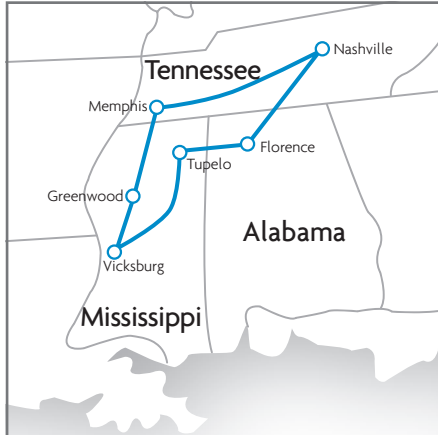 Nashville
Tennessee
Memphis
Florence
Tupelo
Greenwood
Alabama
Vicksburg
Mississippi